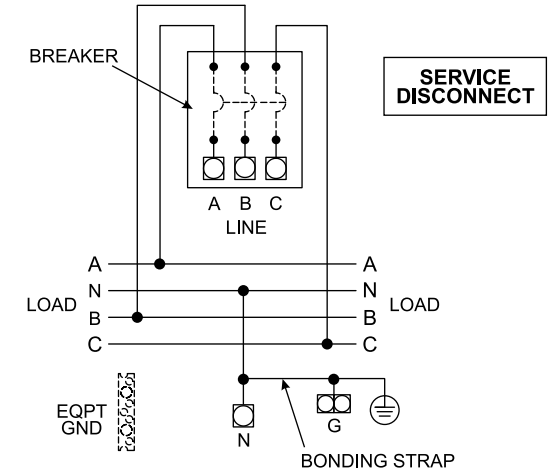 BREAKER
SERVICE
DISCONNECT
A B C
LINE
A A
N N
LOAD LOAD
B B
C C
EQPT
GND
N
G
BONDING STRAP